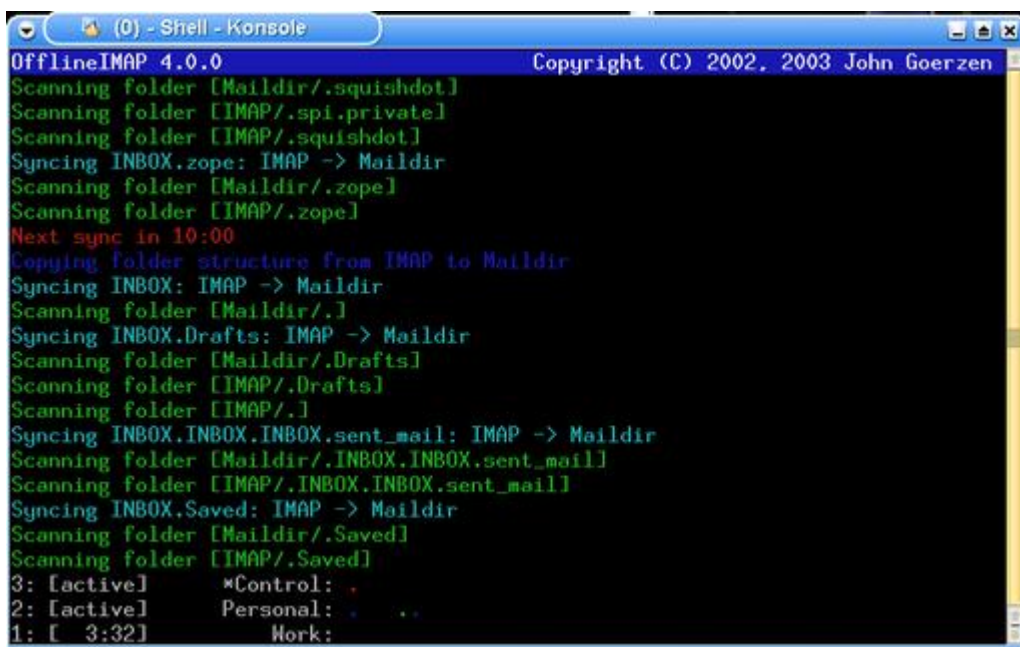 (0) - Shell - Konsole
OfflineIMAP 4.0.0 Copyright (C) 2002, 2003 John Goerzen
Scanning folder [Maildir/.squishdot]
Scanning folder [IMAP/.spi.private]
Scanning folder [IMAP/.squishdot]
Syncing INBOX.zope: IMAP -> Maildir
Scanning folder [Maildir/.zope]
Scanning folder [IMAP/.zope]
Next sync in 10:00
Copying folder structure from IMAP to Maildir
Syncing INBOX: IMAP -> Maildir
Scanning folder [Maildir/.]
Syncing INBOX.Drafts: IMAP -> Maildir
Scanning folder [Maildir/.Drafts]
Scanning folder [IMAP/.Drafts]
Scanning folder [IMAP/.]
Syncing INBOX.INBOX.INBOX.sent_mail: IMAP -> Maildir
Scanning folder [Maildir/.INBOX.INBOX.sent_mail]
Scanning folder [IMAP/.INBOX.INBOX.sent_mail]
Syncing INBOX.Saved: IMAP -> Maildir
Scanning folder [Maildir/.Saved]
Scanning folder [IMAP/.Saved]
3: [active] *Control: .
2: [active] Personal: . ..
1: [ 3:32] Work: